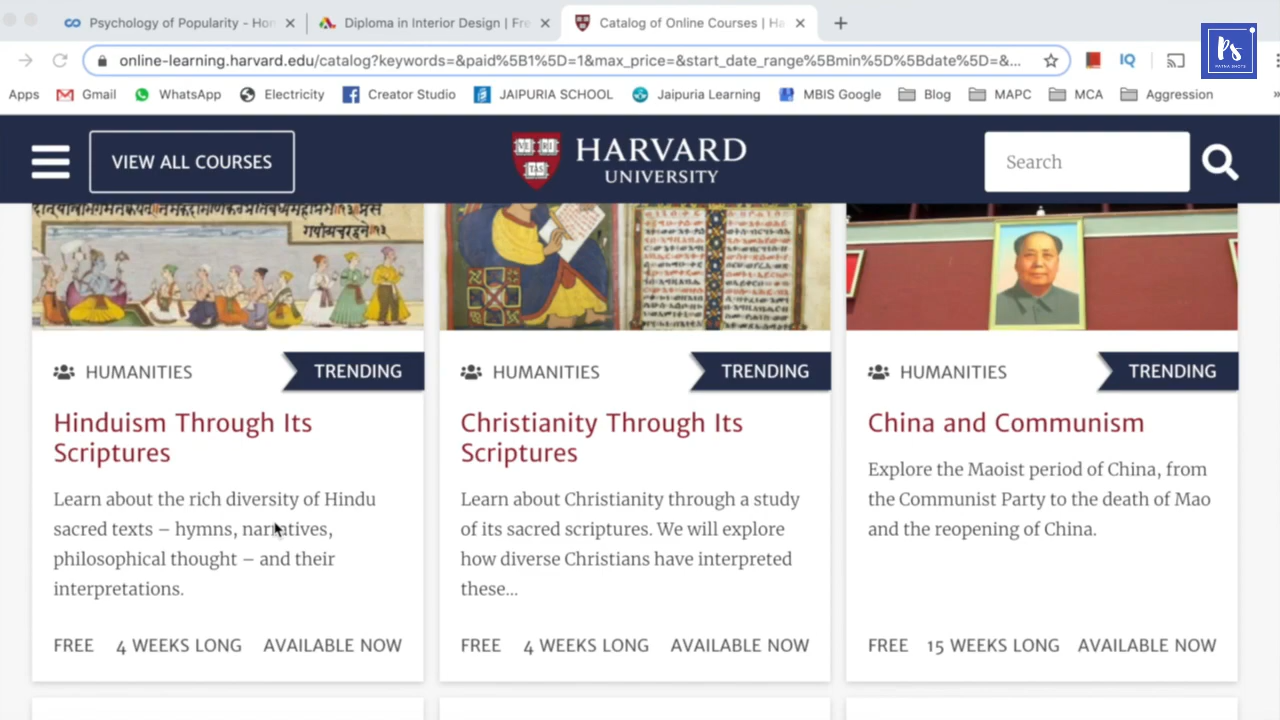 Psychology of Popularity - Hom
Diploma in Interior Design | Fre
Catalog of Online Courses | Ha
online-learning.harvard.edu/catalog?keywords=&paid%5B1%5D=1&max_price=&start_date_range%5Bmin%5D%5Bdate%5D=&...
IQ
PATNA SHOTS
Apps Gmail WhatsApp Electricity Creator Studio JAIPURIA SCHOOL Jaipuria Learning MBIS Google Blog MAPC MCA Aggression »
VIEW ALL COURSES
VE RI TAS
HARVARD
UNIVERSITY
Search
HUMANITIES TRENDING
Hinduism Through Its
Scriptures
Learn about the rich diversity of Hindu
sacred texts – hymns, narratives,
philosophical thought – and their
interpretations.
FREE 4 WEEKS LONG AVAILABLE NOW
HUMANITIES TRENDING
Christianity Through Its
Scriptures
Learn about Christianity through a study
of its sacred scriptures. We will explore
how diverse Christians have interpreted
these...
FREE 4 WEEKS LONG AVAILABLE NOW
HUMANITIES TRENDING
China and Communism
Explore the Maoist period of China, from
the Communist Party to the death of Mao
and the reopening of China.
FREE 15 WEEKS LONG AVAILABLE NOW